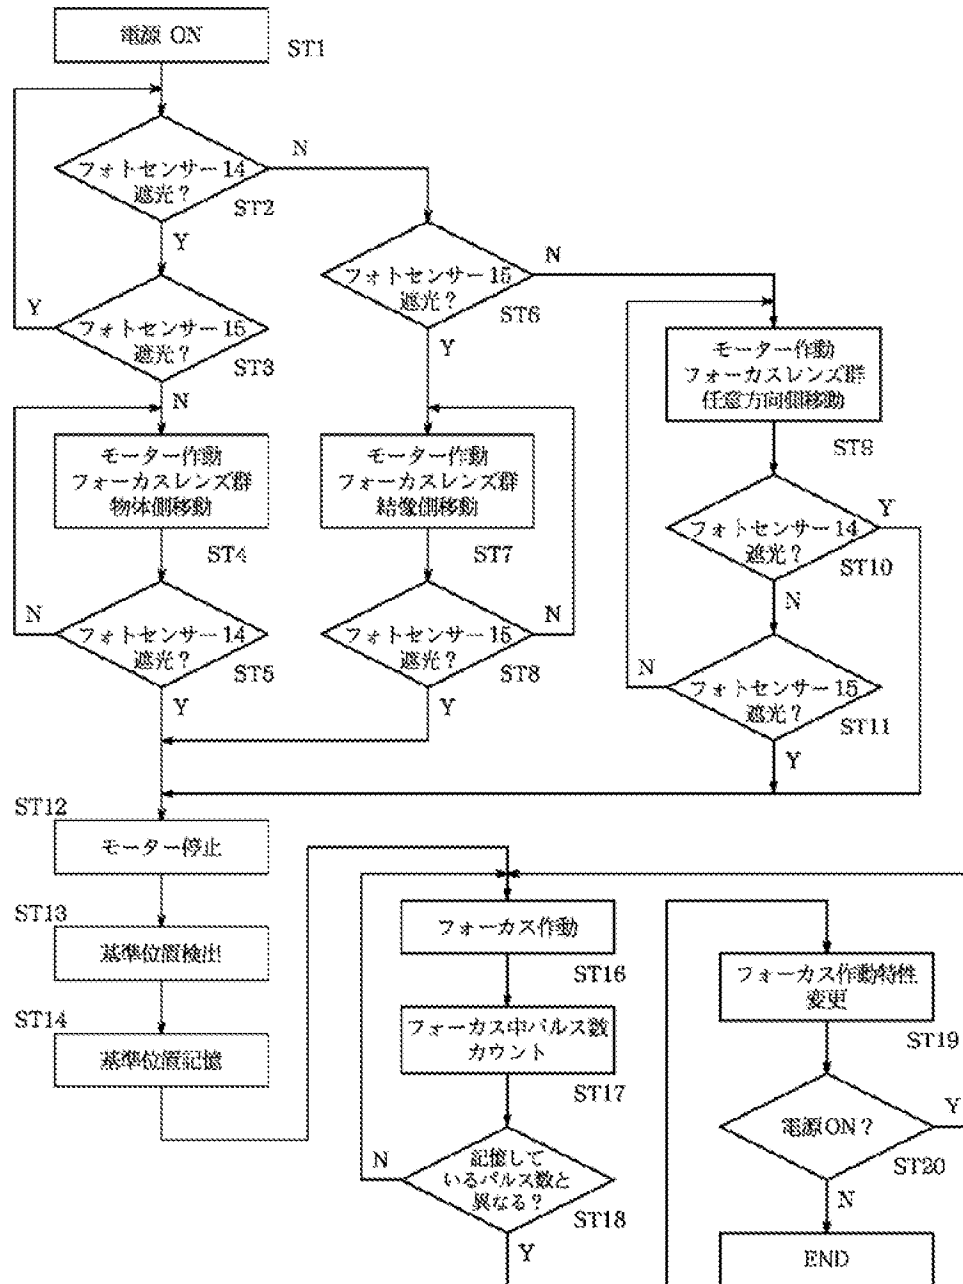 電源 ON
ST1
フォトセンサー14
遮光？
ST2
N
Y
フォトセンサー15
遮光？
ST3
Y
N
モーター作動
フォーカスレンズ群
物体側移動
ST4
フォトセンサー14
遮光？
ST5
N
Y
フォトセンサー15
遮光？
ST6
N
Y
モーター作動
フォーカスレンズ群
結像側移動
ST7
フォトセンサー15
遮光？
ST8
N
Y
モーター作動
フォーカスレンズ群
任意方向側移動
ST8
フォトセンサー14
遮光？
ST10
Y
N
フォトセンサー15
遮光？
ST11
N
Y
ST12
モーター停止
ST13
基準位置検出
ST14
基準位置記憶
フォーカス作動
ST16
フォーカス中パルス数
カウント
ST17
記憶して
いるパルス数と
異なる？
ST18
N
Y
フォーカス作動特性
変更
ST19
電源ON？
ST20
Y
N
END